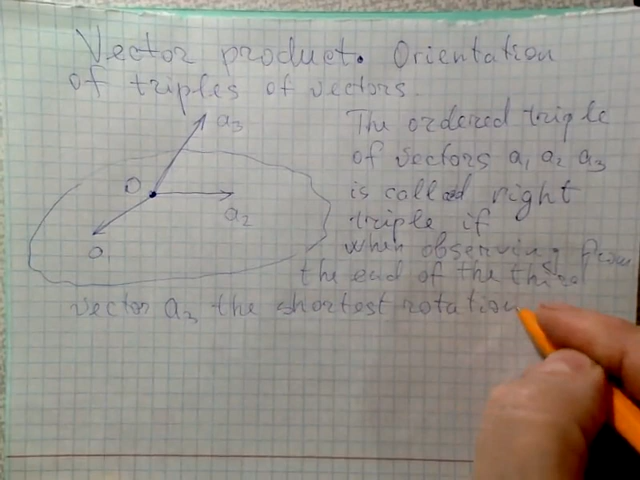 Vector product. Orientation
of triples of vectors.
a3
O
a2
a1
The ordered triple
of vectors a1 a2 a3
is called right
triple if
when observing from
the end of the third
vector a3 the shortest rotation